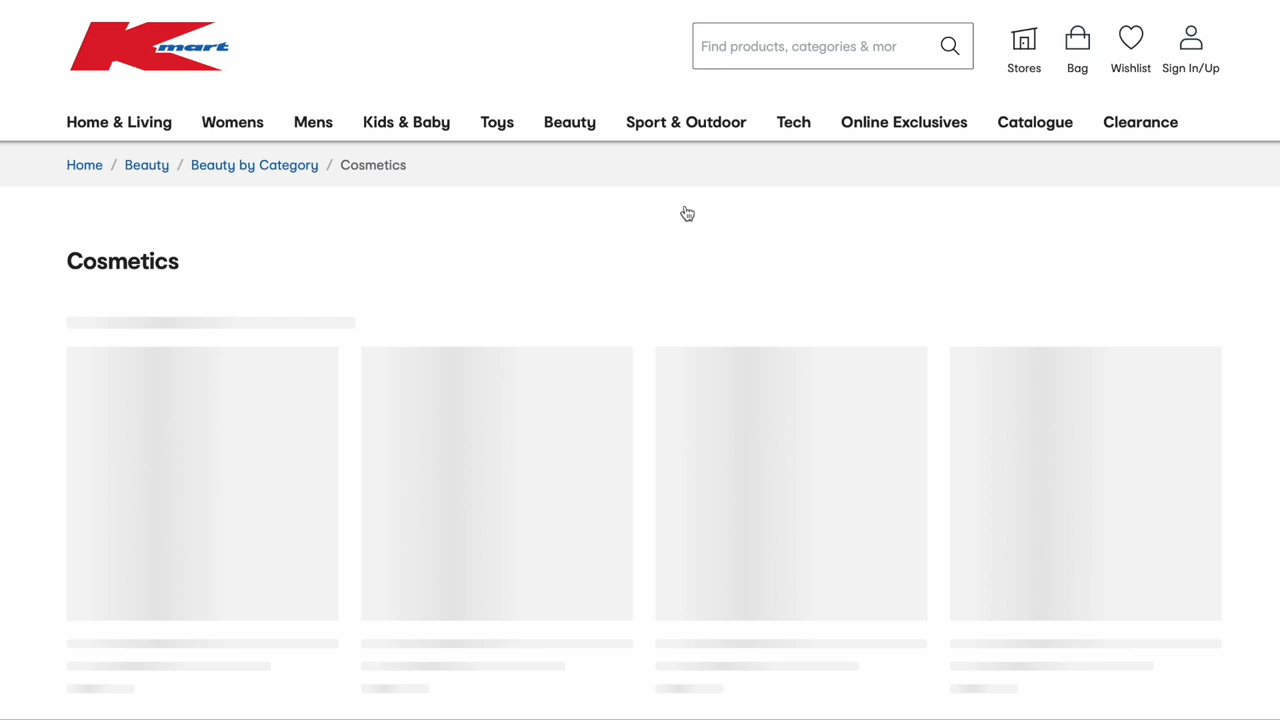 Kmart
Find products, categories & mor
Stores
Bag
Wishlist
Sign In/Up
Home & Living
Womens
Mens
Kids & Baby
Toys
Beauty
Sport & Outdoor
Tech
Online Exclusives
Catalogue
Clearance
Home / Beauty / Beauty by Category / Cosmetics
Cosmetics